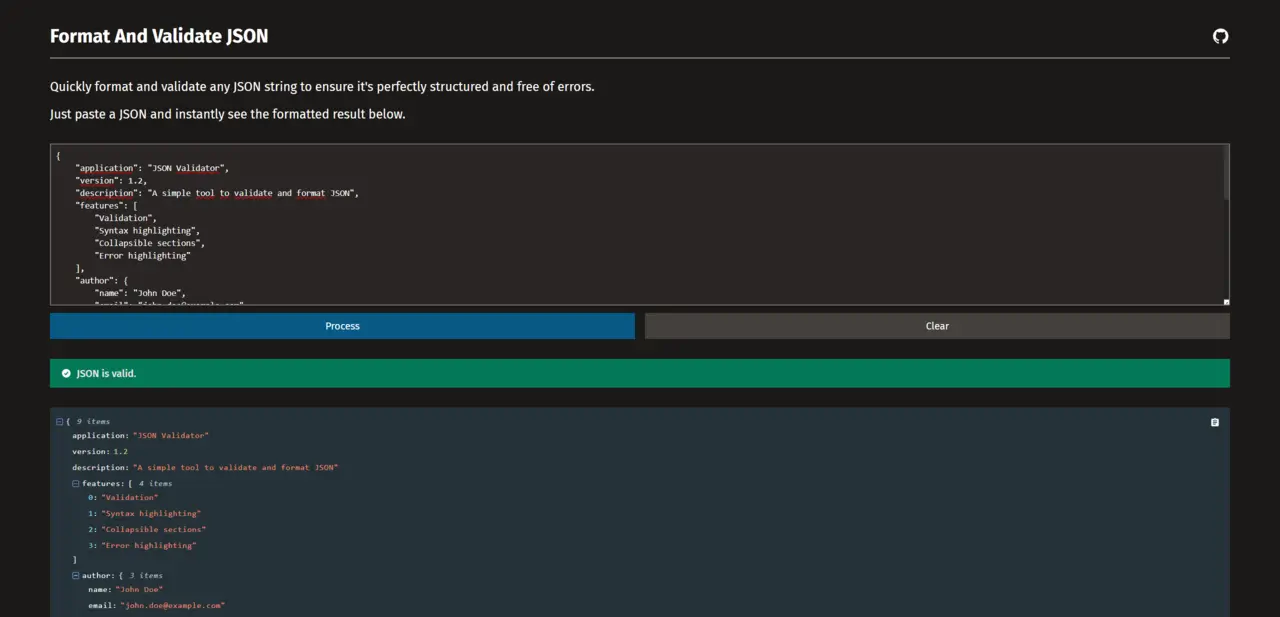 Format And Validate JSON
Quickly format and validate any JSON string to ensure it's perfectly structured and free of errors.
Just paste a JSON and instantly see the formatted result below.
{
    "application": "JSON Validator",
    "version": 1.2,
    "description": "A simple tool to validate and format JSON",
    "features": [
        "Validation",
        "Syntax highlighting",
        "Collapsible sections",
        "Error highlighting"
    ],
    "author": {
        "name": "John Doe",
        "email": "john.doe@example.com"
Process
Clear
JSON is valid.
{ 9 items
application: "JSON Validator"
version: 1.2
description: "A simple tool to validate and format JSON"
features: [ 4 items
0: "Validation"
1: "Syntax highlighting"
2: "Collapsible sections"
3: "Error highlighting"
]
author: { 3 items
name: "John Doe"
email: "john.doe@example.com"